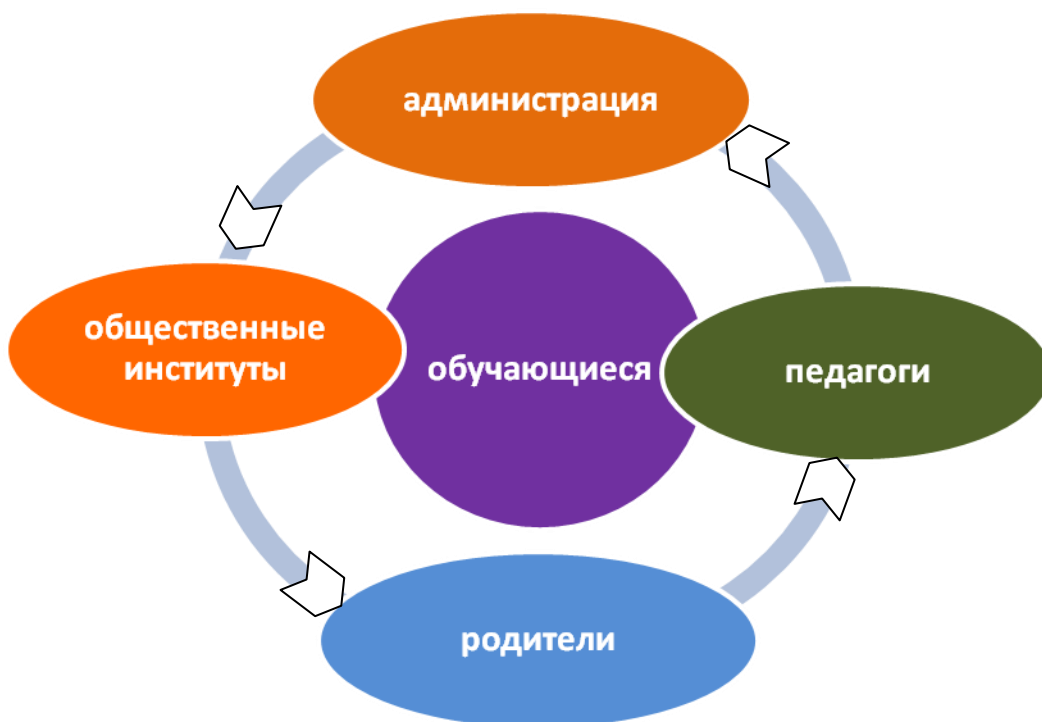 администрация
общественные
институты
обучающиеся
педагоги
родители